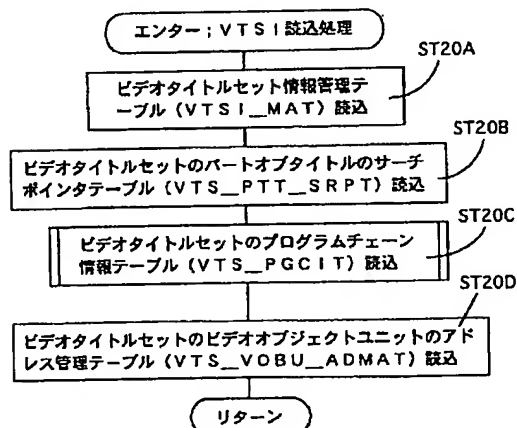 エンター；ＶＴＳＩ読込処理
ST20A
ビデオタイトルセット情報管理テ
ーブル（ＶＴＳＩ＿ＭＡＴ）読込
ST20B
ビデオタイトルセットのパートオブタイトルのサーチ
ポインタテーブル（ＶＴＳ＿ＰＴＴ＿ＳＲＰＴ）読込
ST20C
ビデオタイトルセットのプログラムチェーン
情報テーブル（ＶＴＳ＿ＰＧＣＩＴ）読込
ST20D
ビデオタイトルセットのビデオオブジェクトユニットのアド
レス管理テーブル（ＶＴＳ＿ＶＯＢＵ＿ＡＤＭＡＴ）読込
リターン